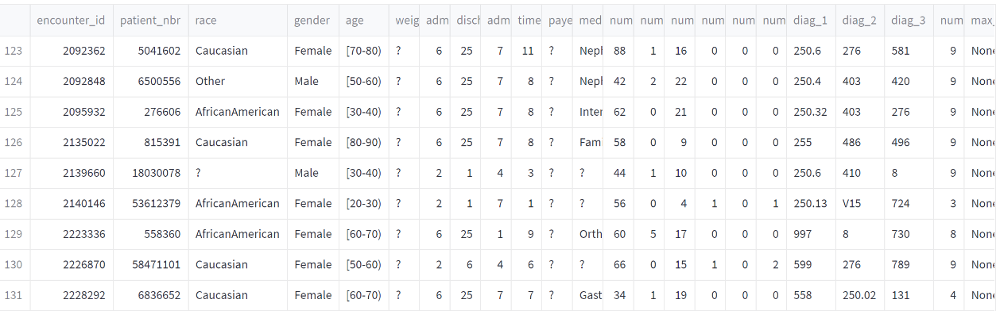 encounter_id patient_nbr race gender age weig adm disch adm time paye med num num num num num num diag_1 diag_2 diag_3 num max_
123 2092362 5041602 Caucasian Female [70-80) ? 6 25 7 11 ? Neph 88 1 16 0 0 0 250.6 276 581 9 None
124 2092848 6500556 Other Male [50-60) ? 6 25 7 8 ? Neph 42 2 22 0 0 0 250.4 403 420 9 None
125 2095932 276606 AfricanAmerican Female [30-40) ? 6 25 7 8 ? Inter 62 0 21 0 0 0 250.32 403 276 9 None
126 2135022 815391 Caucasian Female [80-90) ? 6 25 7 8 ? Fami 58 0 9 0 0 0 255 486 496 9 None
127 2139660 18030078 ? Male [30-40) ? 2 1 4 3 ? ? 44 1 10 0 0 0 250.6 410 8 9 None
128 2140146 53612379 AfricanAmerican Female [20-30) ? 2 1 7 1 ? ? 56 0 4 1 0 1 250.13 V15 724 3 None
129 2223336 558360 AfricanAmerican Female [60-70) ? 6 25 1 9 ? Orth 60 5 17 0 0 0 997 8 730 8 None
130 2226870 58471101 Caucasian Female [50-60) ? 2 6 4 6 ? ? 66 0 15 1 0 2 599 276 789 9 None
131 2228292 6836652 Caucasian Female [60-70) ? 6 25 7 7 ? Gast 34 1 19 0 0 0 558 250.02 131 4 None